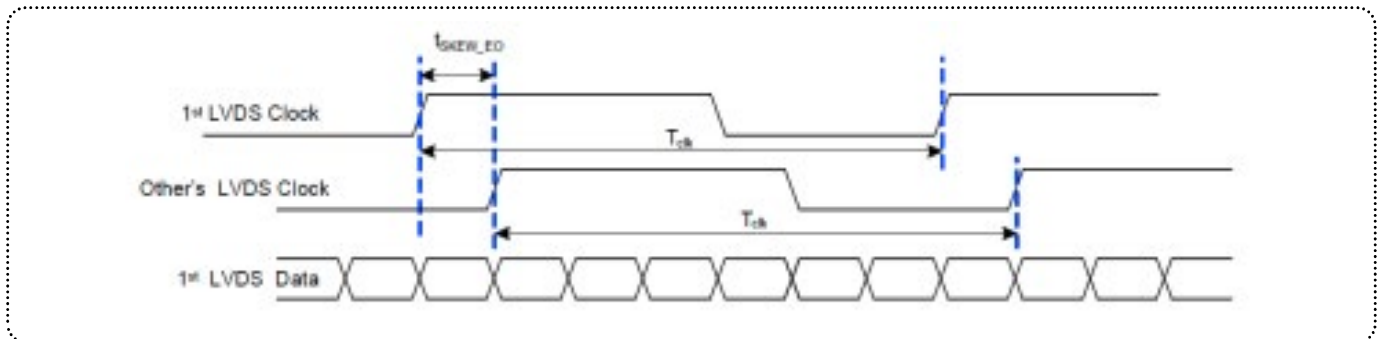 tSKEW_EO
1st LVDS Clock
Tclk
Other's LVDS Clock
Tclk
1st LVDS Data